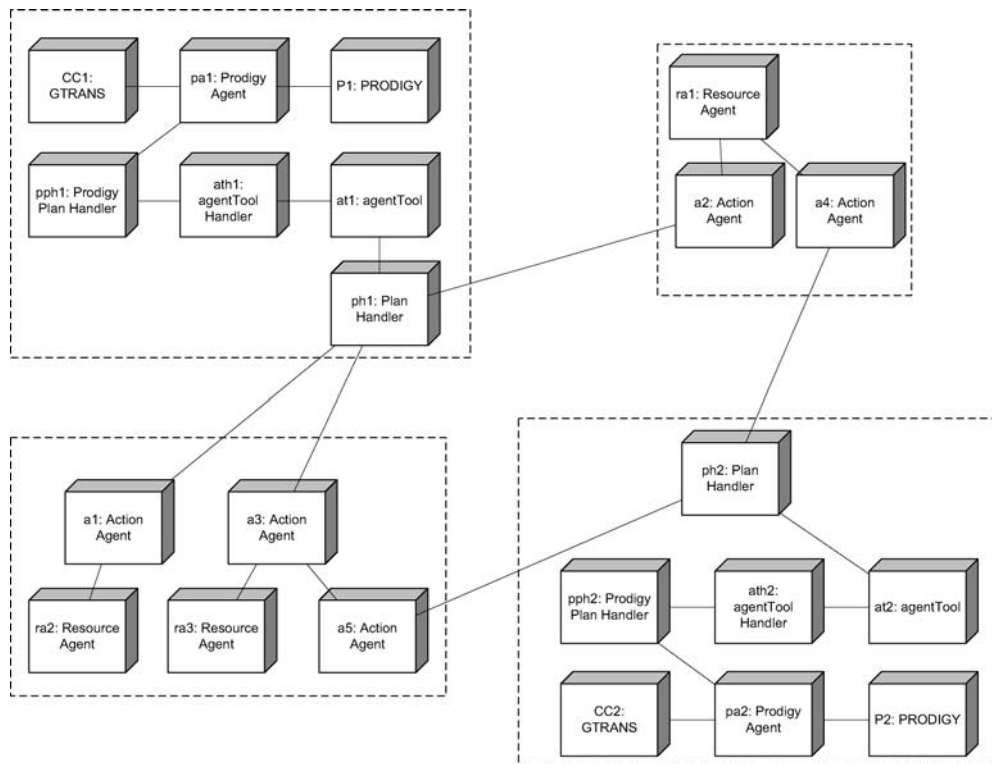 CC1:
GTRANS
pa1: Prodigy
Agent
P1: PRODIGY
pph1: Prodigy
Plan Handler
ath1:
agentTool
Handler
at1: agentTool
ph1: Plan
Handler
ra1: Resource
Agent
a2: Action
Agent
a4: Action
Agent
a1: Action
Agent
a3: Action
Agent
ra2: Resource
Agent
ra3: Resource
Agent
a5: Action
Agent
ph2: Plan
Handler
pph2: Prodigy
Plan Handler
ath2:
agentTool
Handler
at2: agentTool
CC2:
GTRANS
pa2: Prodigy
Agent
P2: PRODIGY